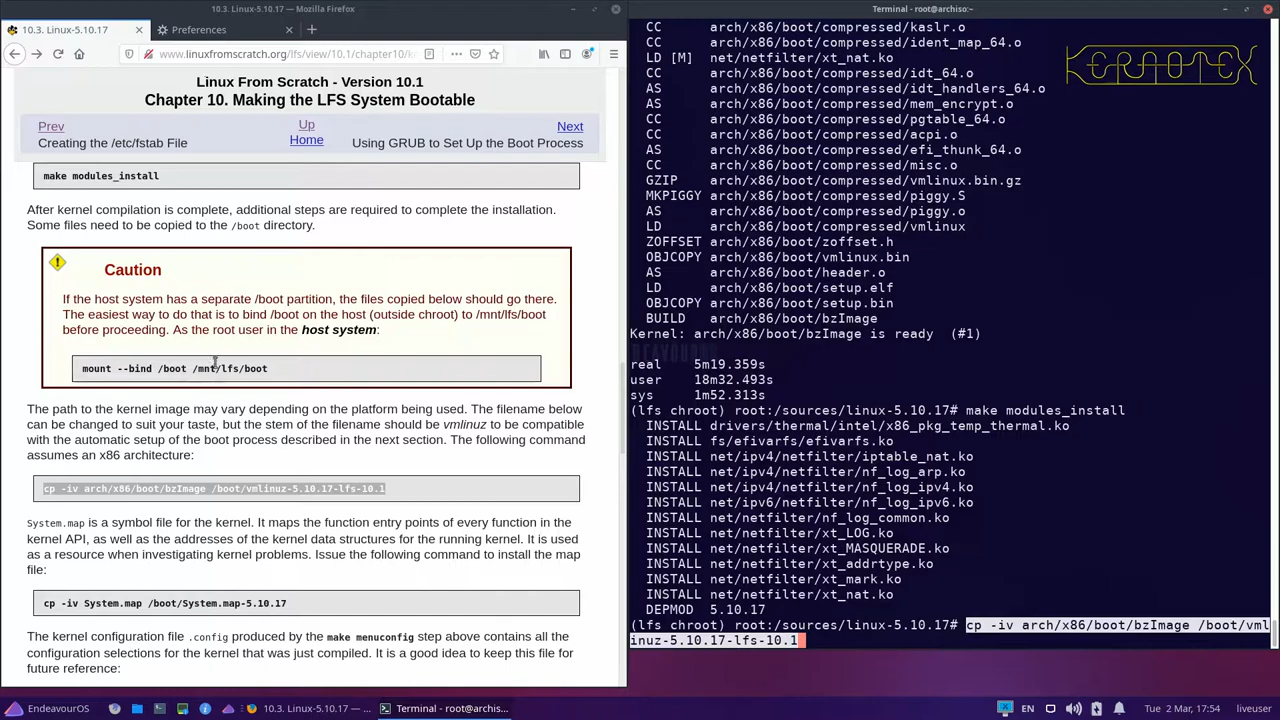 10.3. Linux-5.10.17 — Mozilla Firefox
10.3. Linux-5.10.17
Preferences
www.linuxfromscratch.org/lfs/view/10.1/chapter10/k
Linux From Scratch - Version 10.1
Chapter 10. Making the LFS System Bootable
Prev
Up
Next
Creating the /etc/fstab File
Home
Using GRUB to Set Up the Boot Process
make modules_install
After kernel compilation is complete, additional steps are required to complete the installation.
Some files need to be copied to the /boot directory.
Caution
If the host system has a separate /boot partition, the files copied below should go there.
The easiest way to do that is to bind /boot on the host (outside chroot) to /mnt/lfs/boot
before proceeding. As the root user in the host system:
mount --bind /boot /mnt/lfs/boot
The path to the kernel image may vary depending on the platform being used. The filename below
can be changed to suit your taste, but the stem of the filename should be vmlinuz to be compatible
with the automatic setup of the boot process described in the next section. The following command
assumes an x86 architecture:
cp -iv arch/x86/boot/bzImage /boot/vmlinuz-5.10.17-lfs-10.1
System.map is a symbol file for the kernel. It maps the function entry points of every function in the
kernel API, as well as the addresses of the kernel data structures for the running kernel. It is used
as a resource when investigating kernel problems. Issue the following command to install the map
file:
cp -iv System.map /boot/System.map-5.10.17
The kernel configuration file .config produced by the make menuconfig step above contains all the
configuration selections for the kernel that was just compiled. It is a good idea to keep this file for
future reference:
Terminal - root@archiso:~
KERNOTEX
CC arch/x86/boot/compressed/kaslr.o
CC arch/x86/boot/compressed/ident_map_64.o
LD [M] net/netfilter/xt_nat.ko
CC arch/x86/boot/compressed/idt_64.o
AS arch/x86/boot/compressed/idt_handlers_64.o
AS arch/x86/boot/compressed/mem_encrypt.o
CC arch/x86/boot/compressed/pgtable_64.o
CC arch/x86/boot/compressed/acpi.o
AS arch/x86/boot/compressed/efi_thunk_64.o
CC arch/x86/boot/compressed/misc.o
GZIP arch/x86/boot/compressed/vmlinux.bin.gz
MKPIGGY arch/x86/boot/compressed/piggy.S
AS arch/x86/boot/compressed/piggy.o
LD arch/x86/boot/compressed/vmlinux
ZOFFSET arch/x86/boot/zoffset.h
OBJCOPY arch/x86/boot/vmlinux.bin
AS arch/x86/boot/header.o
LD arch/x86/boot/setup.elf
OBJCOPY arch/x86/boot/setup.bin
BUILD arch/x86/boot/bzImage
Kernel: arch/x86/boot/bzImage is ready (#1)
real 5m19.359s
user 18m32.493s
sys 1m52.313s
(lfs chroot) root:/sources/linux-5.10.17# make modules_install
INSTALL drivers/thermal/intel/x86_pkg_temp_thermal.ko
INSTALL fs/efivarfs/efivarfs.ko
INSTALL net/ipv4/netfilter/iptable_nat.ko
INSTALL net/ipv4/netfilter/nf_log_arp.ko
INSTALL net/ipv4/netfilter/nf_log_ipv4.ko
INSTALL net/ipv6/netfilter/nf_log_ipv6.ko
INSTALL net/netfilter/nf_log_common.ko
INSTALL net/netfilter/xt_LOG.ko
INSTALL net/netfilter/xt_MASQUERADE.ko
INSTALL net/netfilter/xt_addrtype.ko
INSTALL net/netfilter/xt_mark.ko
INSTALL net/netfilter/xt_nat.ko
DEPMOD 5.10.17
(lfs chroot) root:/sources/linux-5.10.17# cp -iv arch/x86/boot/bzImage /boot/vml
inuz-5.10.17-lfs-10.1
EndeavourOS
10.3. Linux-5.10.17 — ...
Terminal - root@archis...
EN
Tue 2 Mar, 17:54
liveuser